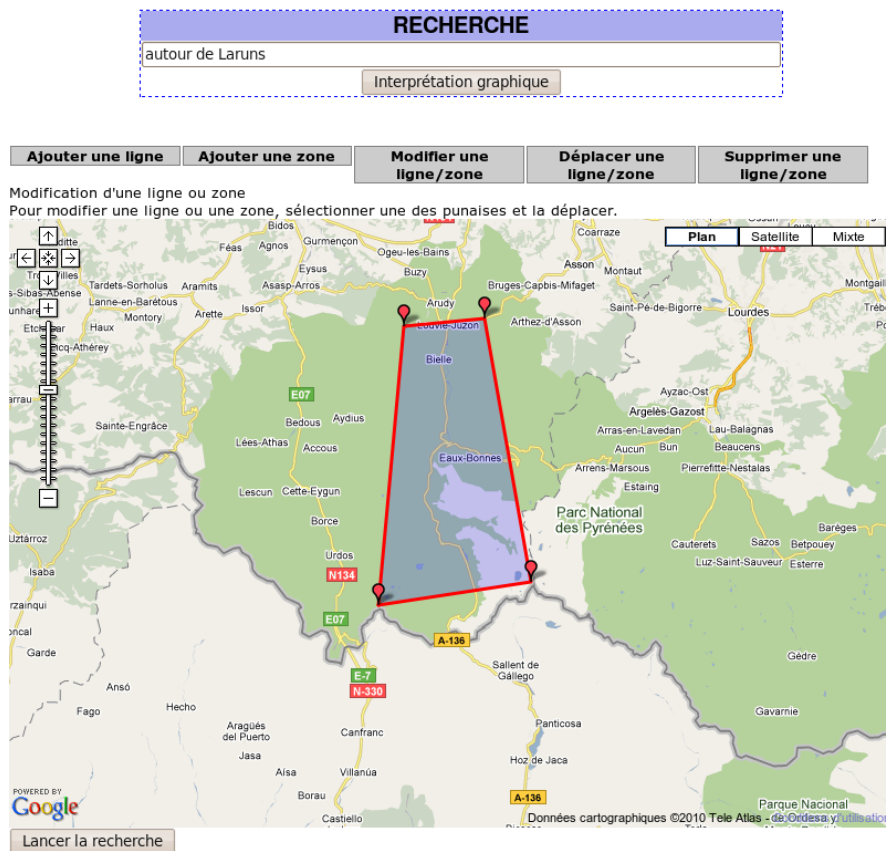 RECHERCHE
autour de Laruns
Interprétation graphique
Ajouter une ligne
Ajouter une zone
Modifier une
ligne/zone
Déplacer une
ligne/zone
Supprimer une
ligne/zone
Modification d'une ligne ou zone
Pour modifier une ligne ou une zone, sélectionner une des punaises et la déplacer.
Plan
Satellite
Mixte
Bidos
Gurmençon
Agnos
Féas
Ogeu-les-Bains
Coarraze
Buzy
Asson
Montaut
Eysus
Tardets-Sorholus
Aramits
Asasp-Arros
Bruges-Capbis-Mifaget
Lanne-en-Barétous
Arette
Issor
Montory
Haux
Arudy
Louvie-Juzon
Arthez-d'Asson
Saint-Pé-de-Bigorre
Lourdes
Bielle
E07
Ayzac-Ost
Argelès-Gazost
Sainte-Engrâce
Bedous
Aydius
Arras-en-Lavedan
Lau-Balagnas
Lées-Athas
Accous
Aucun
Bun
Beaucens
Eaux-Bonnes
Arrens-Marsous
Pierrefitte-Nestalas
Estaing
Lescun
Cette-Eygun
Borce
Parc National
des Pyrénées
Barèges
Cauterets
Sazos
Betpouey
Luz-Saint-Sauveur
Esterre
Urdos
Isaba
N134
E07
A-136
Garde
Gèdre
Sallent de
Gállego
E-7
N-330
Ansó
Fago
Hecho
Gavarnie
Aragüés
del Puerto
Canfranc
Panticosa
Jasa
Hoz de Jaca
Aísa
Villanúa
Borau
A-136
POWERED BY
Google
Castiello
Parque Nacional
Données cartographiques ©2010 Tele Atlas -
Lancer la recherche